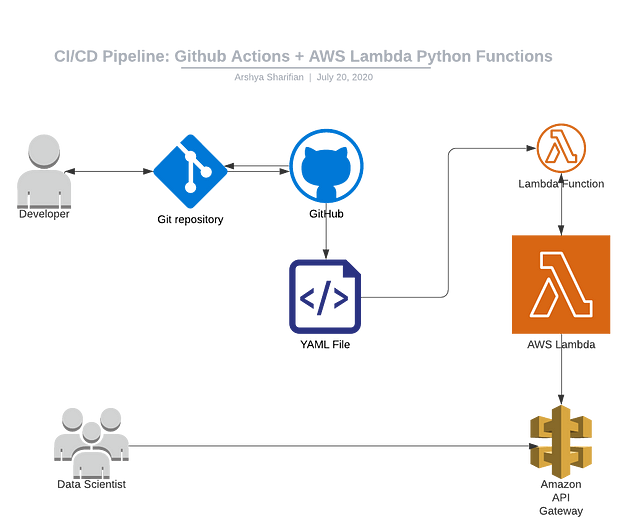 CI/CD Pipeline: Github Actions + AWS Lambda Python Functions
Arshya Sharifian | July 20, 2020
Developer
Git repository
GitHub
Lambda Function
</>
YAML File
AWS Lambda
Data Scientist
Amazon
API
Gateway